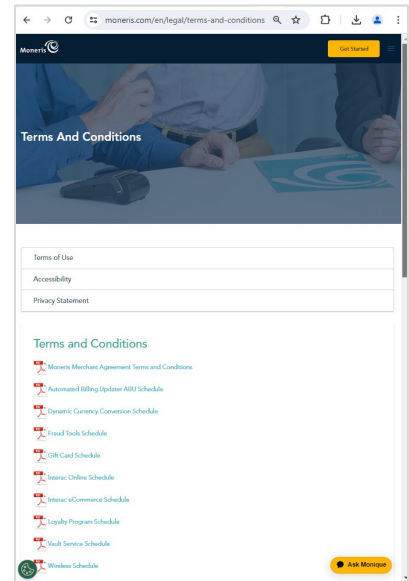 moneris.com/en/legal/terms-and-conditions
Moneris
Get Started
Terms And Conditions
Terms of Use
Accessibility
Privacy Statement
Terms and Conditions
Moneris Merchant Agreement Terms and Conditions
Automated Billing Updater ABU Schedule
Dynamic Currency Conversion Schedule
Fraud Tools Schedule
Gift Card Schedule
Interac Online Schedule
Interac eCommerce Schedule
Loyalty Program Schedule
Vault Service Schedule
Wireless Schedule
Ask Monique